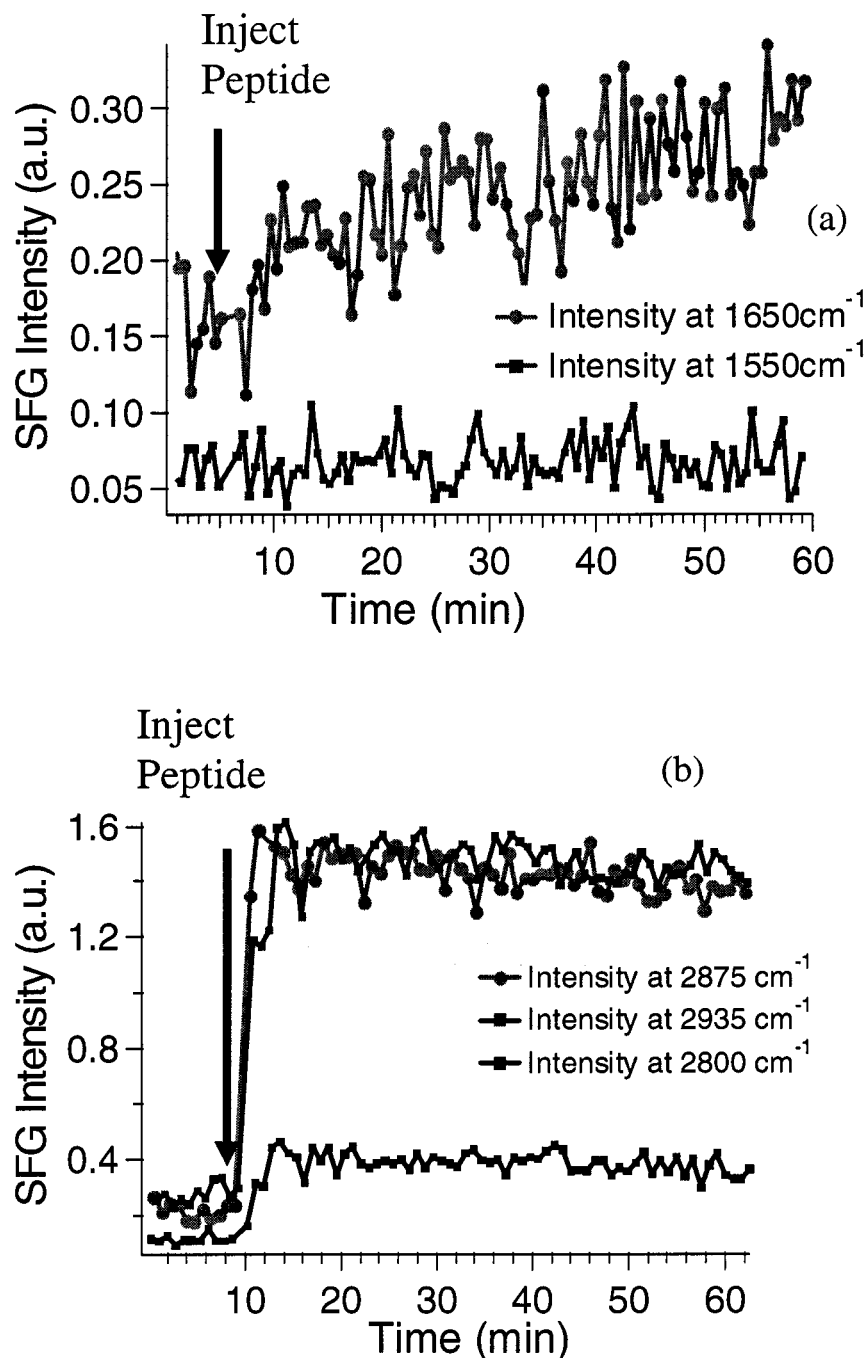 Inject
Peptide
0.30
0.25
0.20
0.15
0.10
0.05
SFG Intensity (a.u.)
(a)
Intensity at 1650cm⁻¹
Intensity at 1550cm⁻¹
10 20 30 40 50 60
Time (min)
Inject
Peptide
(b)
1.6
1.2
0.8
0.4
SFG Intensity (a.u.)
Intensity at 2875 cm⁻¹
Intensity at 2935 cm⁻¹
Intensity at 2800 cm⁻¹
10 20 30 40 50 60
Time (min)